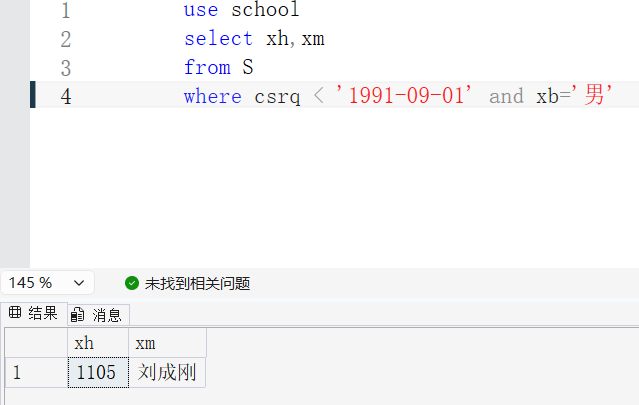 1 use school
2 select xh,xm
3 from S
4 where csrq < '1991-09-01' and xb='男'
145 % 未找到相关问题
结果 消息
xh xm
1 1105 刘成刚